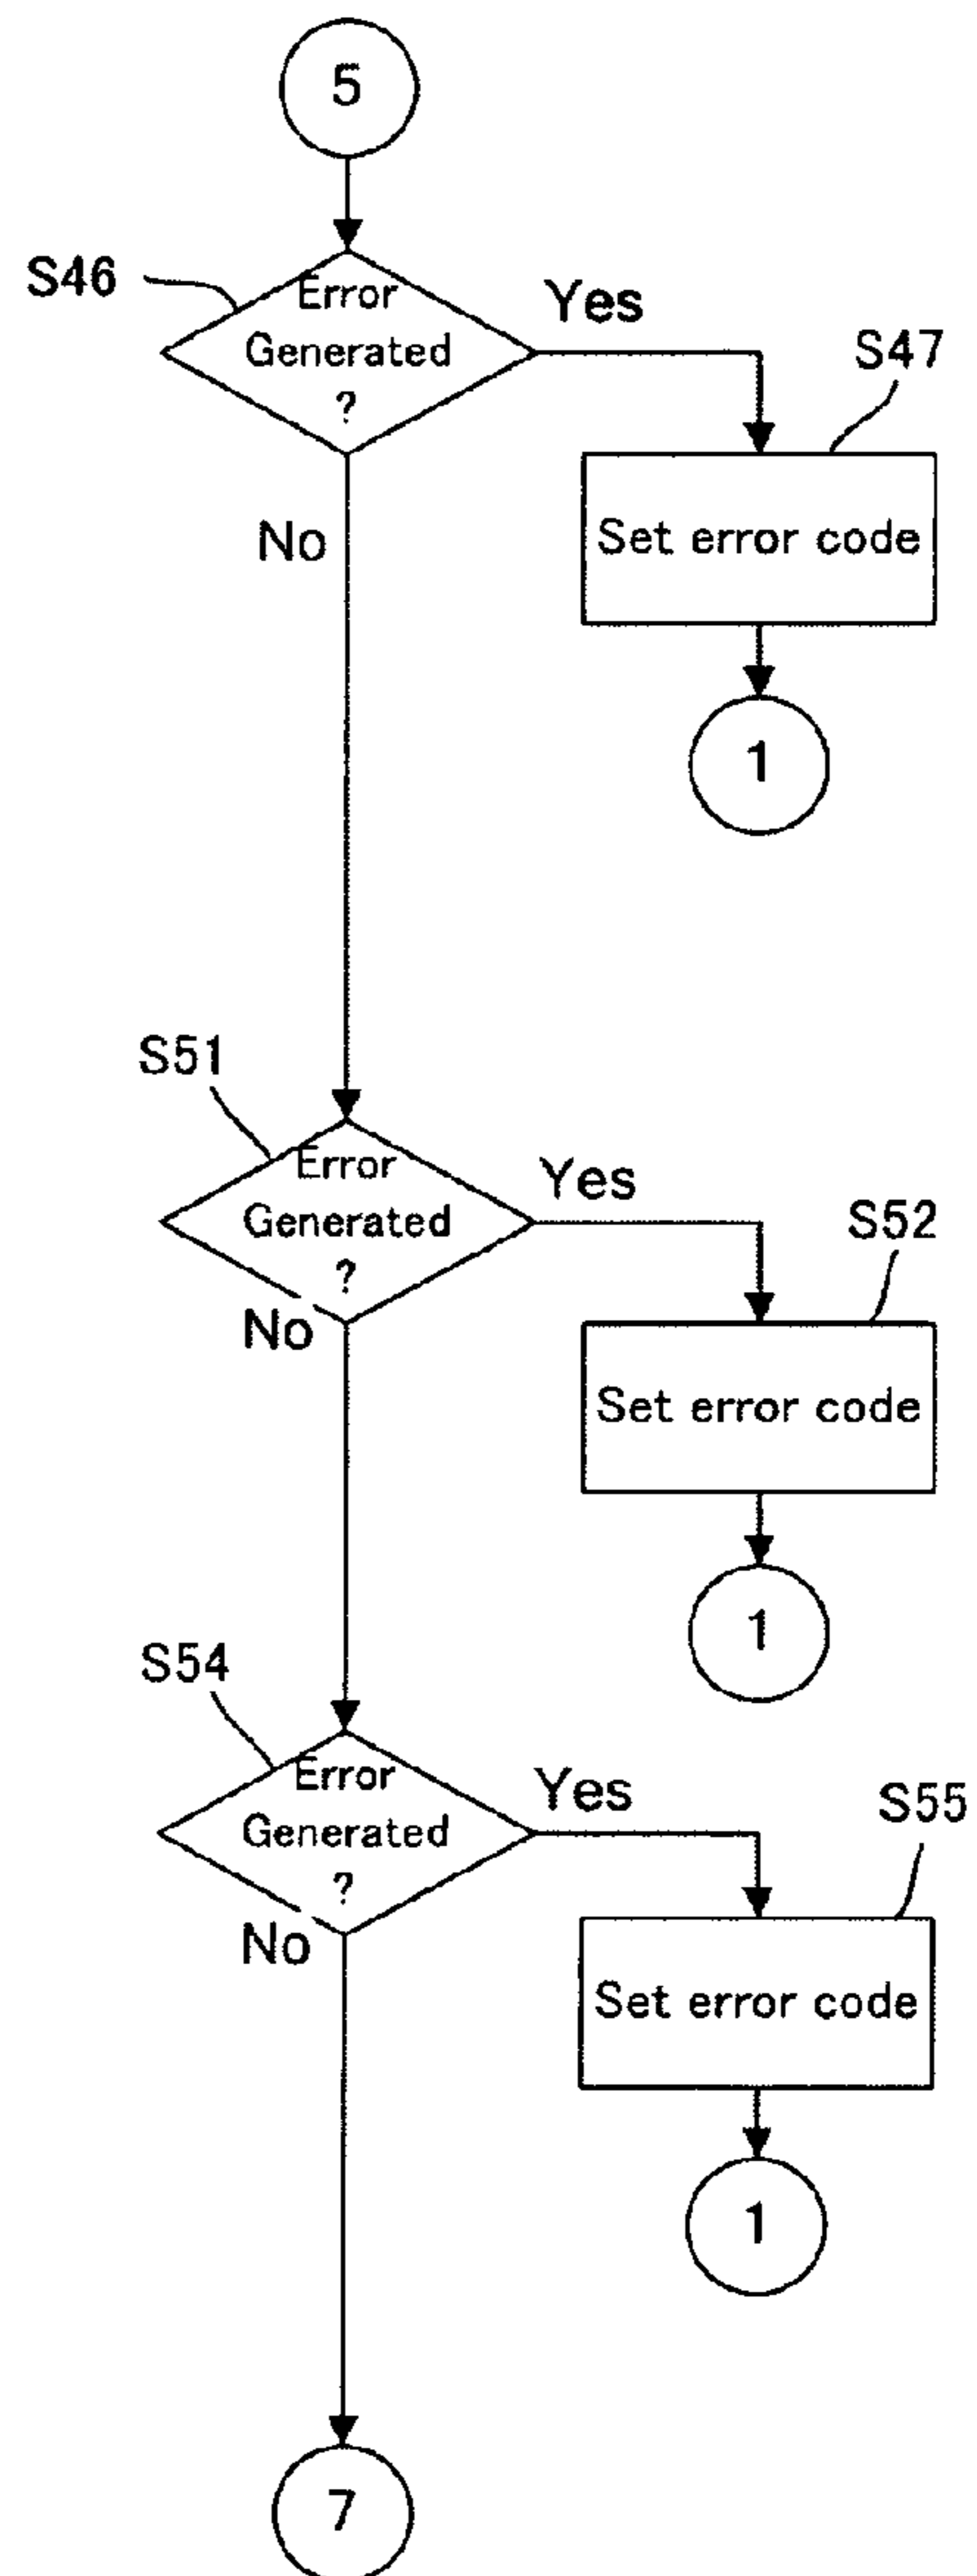 5
S46
Error
Generated
?
Yes
S47
Set error code
No
1
S51
Error
Generated
?
Yes
S52
No
Set error code
1
S54
Error
Generated
?
Yes
S55
No
Set error code
1
7